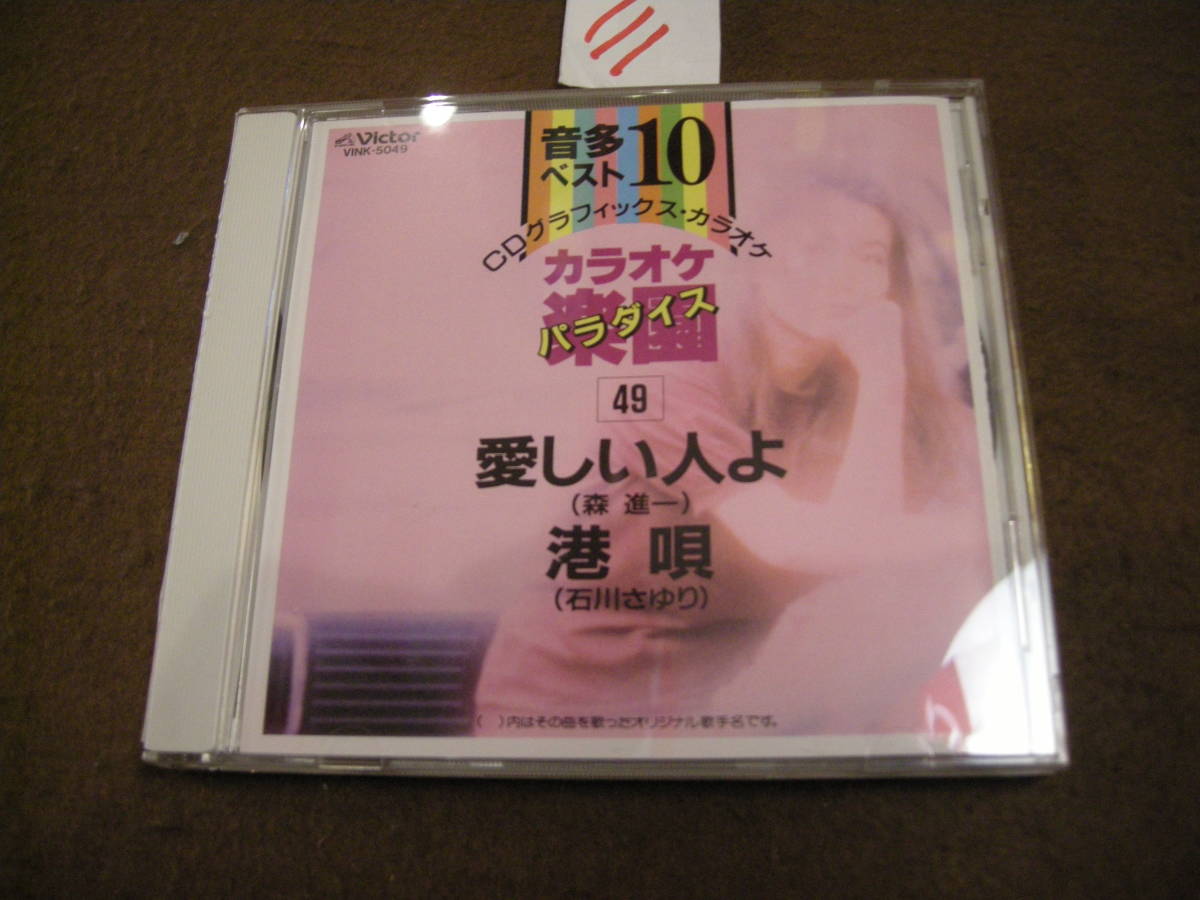 Victor
VINK-5049
音多
ベスト10
CDグラフィックス・カラオケ
カラオケ
楽園
パラダイス
49
愛しい人よ
(森 進一)
港 唄
(石川さゆり)
( )内はその曲を歌ったオリジナル歌手名です。